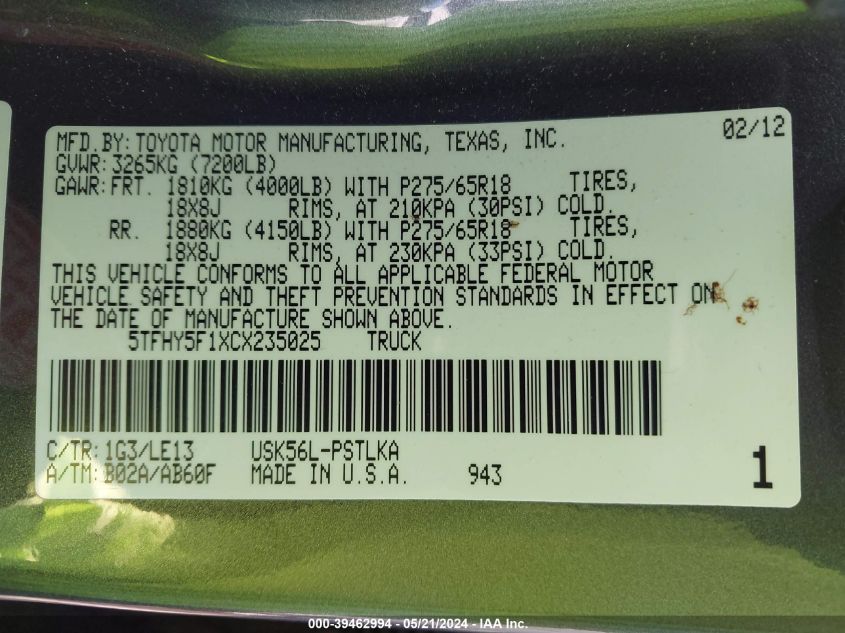 MFD.BY: TOYOTA MOTOR MANUFACTURING, TEXAS, INC. 02/12
GVWR: 3265KG (7200LB)
GAWR: FRT. 1810KG (4000LB) WITH P275/65R18 TIRES,
18X8J RIMS, AT 210KPA (30PSI) COLD.
RR. 1880KG (4150LB) WITH P275/65R18 TIRES,
18X8J RIMS, AT 230KPA (33PSI) COLD.
THIS VEHICLE CONFORMS TO ALL APPLICABLE FEDERAL MOTOR
VEHICLE SAFETY AND THEFT PREVENTION STANDARDS IN EFFECT ON
THE DATE OF MANUFACTURE SHOWN ABOVE.
5TFHY5F1XCX235025 TRUCK
C/TR: 1G3/LE13 USK56L-PSTLKA
A/TM: B02A/AB60F MADE IN U.S.A. 943 1
000-39462994 - 05/21/2024 - IAA Inc.